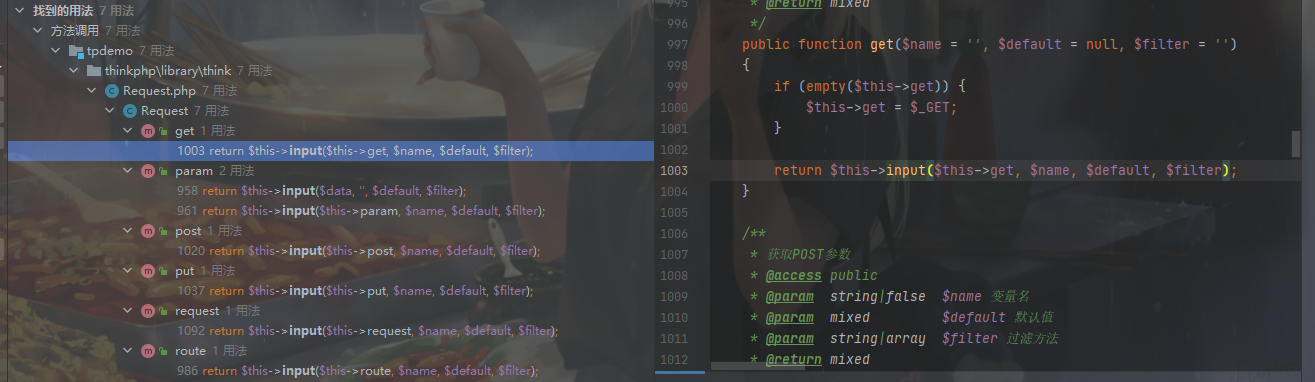 找到的用法 7 用法
方法调用 7 用法
tpdemo 7 用法
thinkphp\library\think 7 用法
Request.php 7 用法
Request 7 用法
get 1 用法
1003 return $this->input($this->get, $name, $default, $filter);
param 2 用法
958 return $this->input($data, '', $default, $filter);
961 return $this->input($this->param, $name, $default, $filter);
post 1 用法
1020 return $this->input($this->post, $name, $default, $filter);
put 1 用法
1037 return $this->input($this->put, $name, $default, $filter);
request 1 用法
1092 return $this->input($this->request, $name, $default, $filter);
route 1 用法
986 return $this->input($this->route, $name, $default, $filter);
995 * @return mixed
996 */
997 public function get($name = '', $default = null, $filter = '')
998 {
999 if (empty($this->get)) {
1000 $this->get = $_GET;
1001 }
1002
1003 return $this->input($this->get, $name, $default, $filter);
1004 }
1005
1006 /**
1007 * 获取POST参数
1008 * @access public
1009 * @param string|false $name 变量名
1010 * @param mixed $default 默认值
1011 * @param string|array $filter 过滤方法
1012 * @return mixed